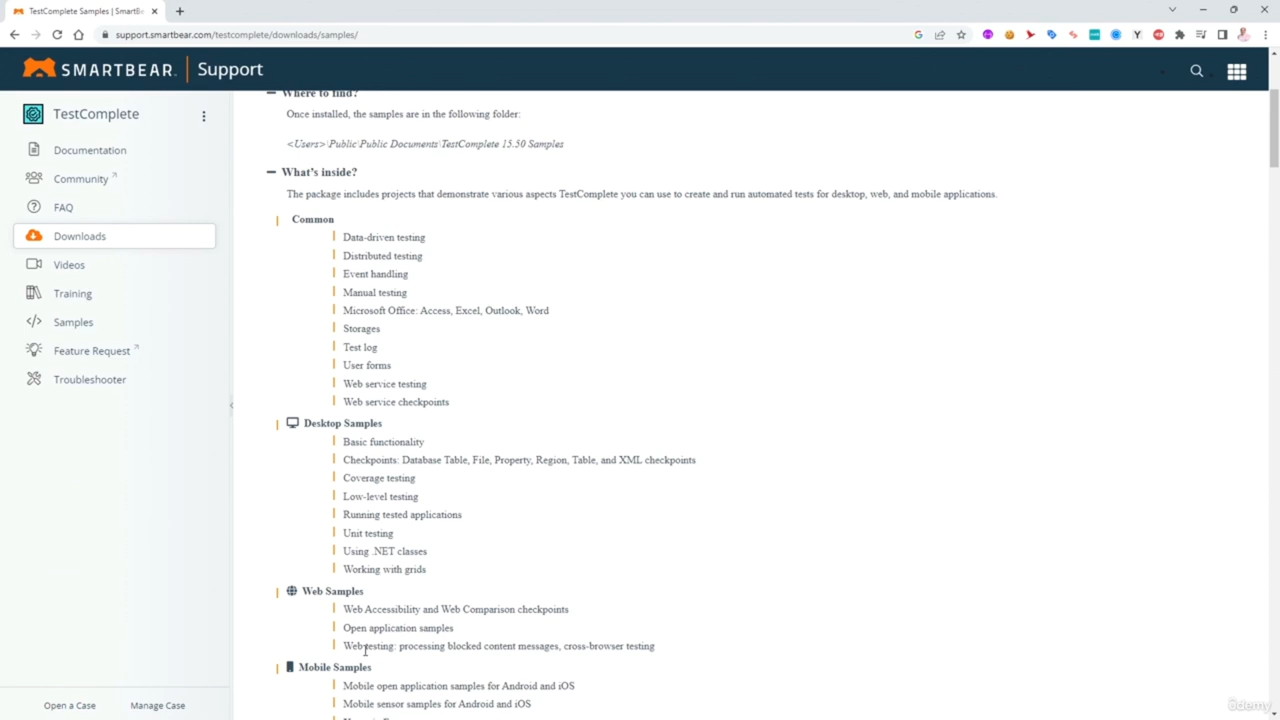 TestComplete Samples | SmartBe
support.smartbear.com/testcomplete/downloads/samples/
SMARTBEAR
Support
TestComplete
Documentation
Community
FAQ
Downloads
Videos
Training
Samples
Feature Request
Troubleshooter
Open a Case
Manage Case
Where to find?
Once installed, the samples are in the following folder:
<Users>\Public\Public Documents\TestComplete 15.50 Samples
What's inside?
The package includes projects that demonstrate various aspects TestComplete you can use to create and run automated tests for desktop, web, and mobile applications.
Common
Data-driven testing
Distributed testing
Event handling
Manual testing
Microsoft Office: Access, Excel, Outlook, Word
Storages
Test log
User forms
Web service testing
Web service checkpoints
Desktop Samples
Basic functionality
Checkpoints: Database Table, File, Property, Region, Table, and XML checkpoints
Coverage testing
Low-level testing
Running tested applications
Unit testing
Using .NET classes
Working with grids
Web Samples
Web Accessibility and Web Comparison checkpoints
Open application samples
Web testing: processing blocked content messages, cross-browser testing
Mobile Samples
Mobile open application samples for Android and iOS
Mobile sensor samples for Android and iOS
ûdemy